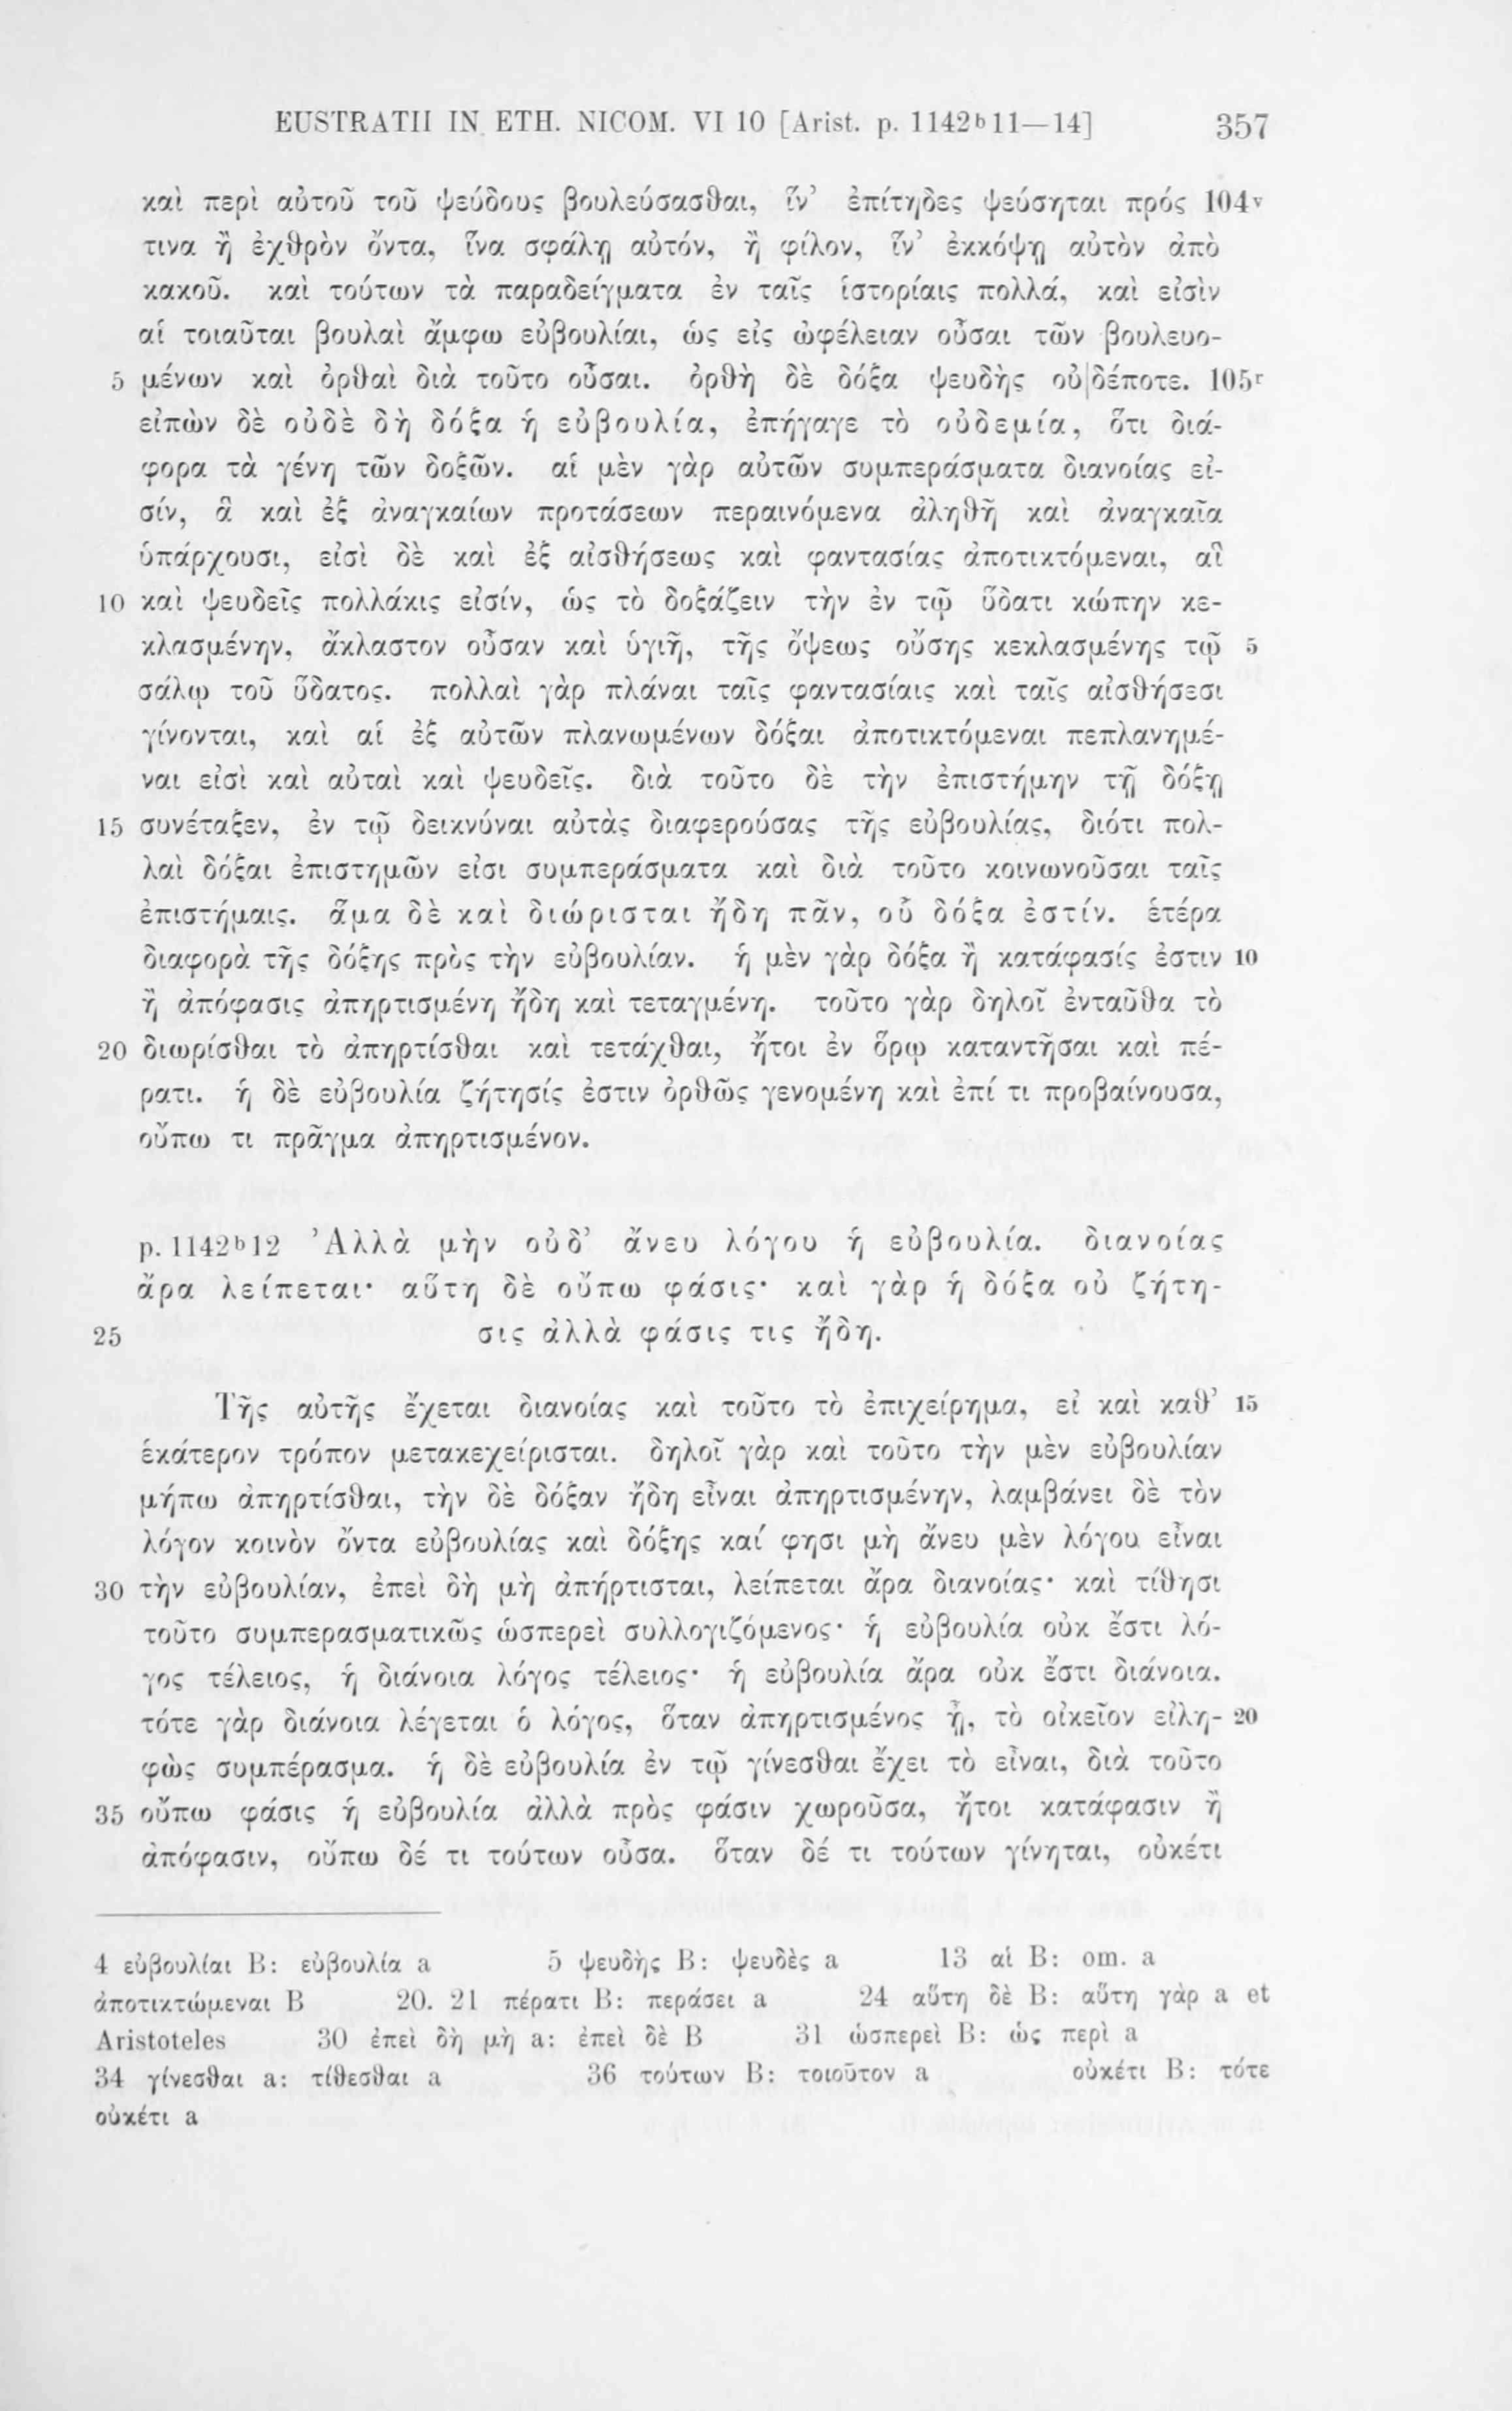 EUSTRATII IN ETH. NICOM. VI 10 [Arist. p. 1142ᵇ11—14] 357
καὶ περὶ αὐτοῦ τοῦ ψεύδους βουλεύσασθαι, ἵν’ ἐπίτηδες ψεύσηται πρός 104ᵛ
τινα ἢ ἐχθρὸν ὄντα, ἵνα σφάλῃ αὐτόν, ἢ φίλον, ἵν’ ἐκκόψῃ αὐτὸν ἀπὸ
κακοῦ. καὶ τούτων τὰ παραδείγματα ἐν ταῖς ἱστορίαις πολλά, καὶ εἰσὶν
αἱ τοιαῦται βουλαὶ ἄμφω εὐβουλίαι, ὡς εἰς ὠφέλειαν οὖσαι τῶν βουλευο-
5 μένων καὶ ὀρθαὶ διὰ τοῦτο οὖσαι. ὀρθὴ δὲ δόξα ψευδὴς οὐ|δέποτε. 105ʳ
εἰπὼν δὲ οὐδὲ δὴ δόξα ἡ εὐβουλία, ἐπήγαγε τὸ οὐδεμία, ὅτι διά-
φορα τὰ γένη τῶν δοξῶν. αἱ μὲν γὰρ αὐτῶν συμπεράσματα διανοίας εἰ-
σίν, ἃ καὶ ἐξ ἀναγκαίων προτάσεων περαινόμενα ἀληθῆ καὶ ἀναγκαῖα
ὑπάρχουσι, εἰσὶ δὲ καὶ ἐξ αἰσθήσεως καὶ φαντασίας ἀποτικτόμεναι, αἳ
10 καὶ ψευδεῖς πολλάκις εἰσίν, ὡς τὸ δοξάζειν τὴν ἐν τῷ ὕδατι κώπην κε-
κλασμένην, ἄκλαστον οὖσαν καὶ ὑγιῆ, τῆς ὄψεως οὔσης κεκλασμένης τῷ 5
σάλῳ τοῦ ὕδατος. πολλαὶ γὰρ πλάναι ταῖς φαντασίαις καὶ ταῖς αἰσθήσεσι
γίνονται, καὶ αἱ ἐξ αὐτῶν πλανωμένων δόξαι ἀποτικτόμεναι πεπλανημέ-
ναι εἰσὶ καὶ αὐταὶ καὶ ψευδεῖς. διὰ τοῦτο δὲ τὴν ἐπιστήμην τῇ δόξῃ
15 συνέταξεν, ἐν τῷ δεικνύναι αὐτὰς διαφερούσας τῆς εὐβουλίας, διότι πολ-
λαὶ δόξαι ἐπιστημῶν εἰσι συμπεράσματα καὶ διὰ τοῦτο κοινωνοῦσαι ταῖς
ἐπιστήμαις. ἅμα δὲ καὶ διώρισται ἤδη πᾶν, οὗ δόξα ἐστίν. ἑτέρα
διαφορὰ τῆς δόξης πρὸς τὴν εὐβουλίαν. ἡ μὲν γὰρ δόξα ἢ κατάφασίς ἐστιν 10
ἢ ἀπόφασις ἀπηρτισμένη ἤδη καὶ τεταγμένη. τοῦτο γὰρ δηλοῖ ἐνταῦθα τὸ
20 διωρίσθαι τὸ ἀπηρτίσθαι καὶ τετάχθαι, ἤτοι ἐν ὅρῳ καταντῆσαι καὶ πέ-
ρατι. ἡ δὲ εὐβουλία ζήτησίς ἐστιν ὀρθῶς γενομένη καὶ ἐπί τι προβαίνουσα,
οὔπω τι πρᾶγμα ἀπηρτισμένον.
p. 1142ᵇ12 Ἀλλὰ μὴν οὐδ’ ἄνευ λόγου ἡ εὐβουλία. διανοίας
ἄρα λείπεται· αὕτη δὲ οὔπω φάσις· καὶ γὰρ ἡ δόξα οὐ ζήτη-
25 σις ἀλλὰ φάσις τις ἤδη.
Τῆς αὐτῆς ἔχεται διανοίας καὶ τοῦτο τὸ ἐπιχείρημα, εἰ καὶ καθ’ 15
ἑκάτερον τρόπον μετακεχείρισται. δηλοῖ γὰρ καὶ τοῦτο τὴν μὲν εὐβουλίαν
μήπω ἀπηρτίσθαι, τὴν δὲ δόξαν ἤδη εἶναι ἀπηρτισμένην, λαμβάνει δὲ τὸν
λόγον κοινὸν ὄντα εὐβουλίας καὶ δόξης καί φησι μὴ ἄνευ μὲν λόγου εἶναι
30 τὴν εὐβουλίαν, ἐπεὶ δὴ μὴ ἀπήρτισται, λείπεται ἄρα διανοίας· καὶ τίθησι
τοῦτο συμπερασματικῶς ὡσπερεὶ συλλογιζόμενος· ἡ εὐβουλία οὐκ ἔστι λό-
γος τέλειος, ἡ διάνοια λόγος τέλειος· ἡ εὐβουλία ἄρα οὐκ ἔστι διάνοια.
τότε γὰρ διάνοια λέγεται ὁ λόγος, ὅταν ἀπηρτισμένος ᾖ, τὸ οἰκεῖον εἰλη- 20
φὼς συμπέρασμα. ἡ δὲ εὐβουλία ἐν τῷ γίνεσθαι ἔχει τὸ εἶναι, διὰ τοῦτο
35 οὔπω φάσις ἡ εὐβουλία ἀλλὰ πρὸς φάσιν χωροῦσα, ἤτοι κατάφασιν ἢ
ἀπόφασιν, οὔπω δέ τι τούτων οὖσα. ὅταν δέ τι τούτων γίνηται, οὐκέτι
4 εὐβουλίαι B: εὐβουλία a 5 ψευδὴς B: ψευδὲς a 13 αἱ B: om. a
ἀποτικτώμεναι B 20. 21 πέρατι B: περάσει a 24 αὕτη δὲ B: αὕτη γὰρ a et
Aristoteles 30 ἐπεὶ δὴ μὴ a: ἐπεὶ δὲ B 31 ὡσπερεὶ B: ὡς περὶ a
34 γίνεσθαι a: τίθεσθαι a 36 τούτων B: τοιοῦτον a οὐκέτι B: τότε
οὐκέτι a